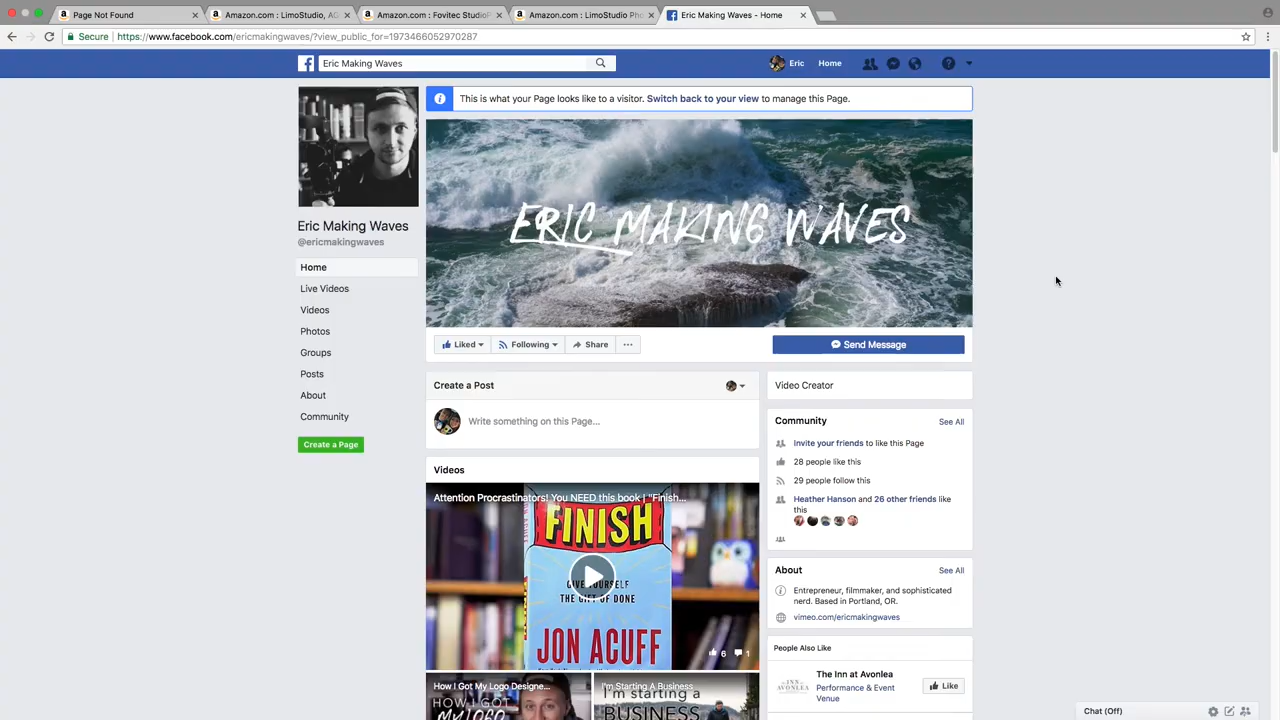 Page Not Found
Amazon.com : LimoStudio, AG
Amazon.com : Fovitec StudioP
Amazon.com : LimoStudio Pho
Eric Making Waves - Home
Secure
https://www.facebook.com/ericmakingwaves/?view_public_for=1973466052970287
Eric Making Waves
Eric
Home
This is what your Page looks like to a visitor. Switch back to your view to manage this Page.
ERIC MAKING WAVES
Eric Making Waves
@ericmakingwaves
Home
Live Videos
Videos
Photos
Groups
Posts
About
Community
Create a Page
Liked
Following
Share
Send Message
Create a Post
Write something on this Page...
Videos
Attention Procrastinators! You NEED this book | "Finish...
FINISH
GIVE YOURSELF
THE GIFT OF DONE
JON ACUFF
6
1
How I Got My Logo Designe...
HOW I GOT
MY LOGO
I'm Starting A Business
I'm starting a
BUSINESS
Video Creator
Community
See All
Invite your friends to like this Page
28 people like this
29 people follow this
Heather Hanson and 26 other friends like
this
About
See All
Entrepreneur, filmmaker, and sophisticated
nerd. Based in Portland, OR.
vimeo.com/ericmakingwaves
People Also Like
INN
AVONLEA
The Inn at Avonlea
Performance & Event
Venue
Like
Chat (Off)